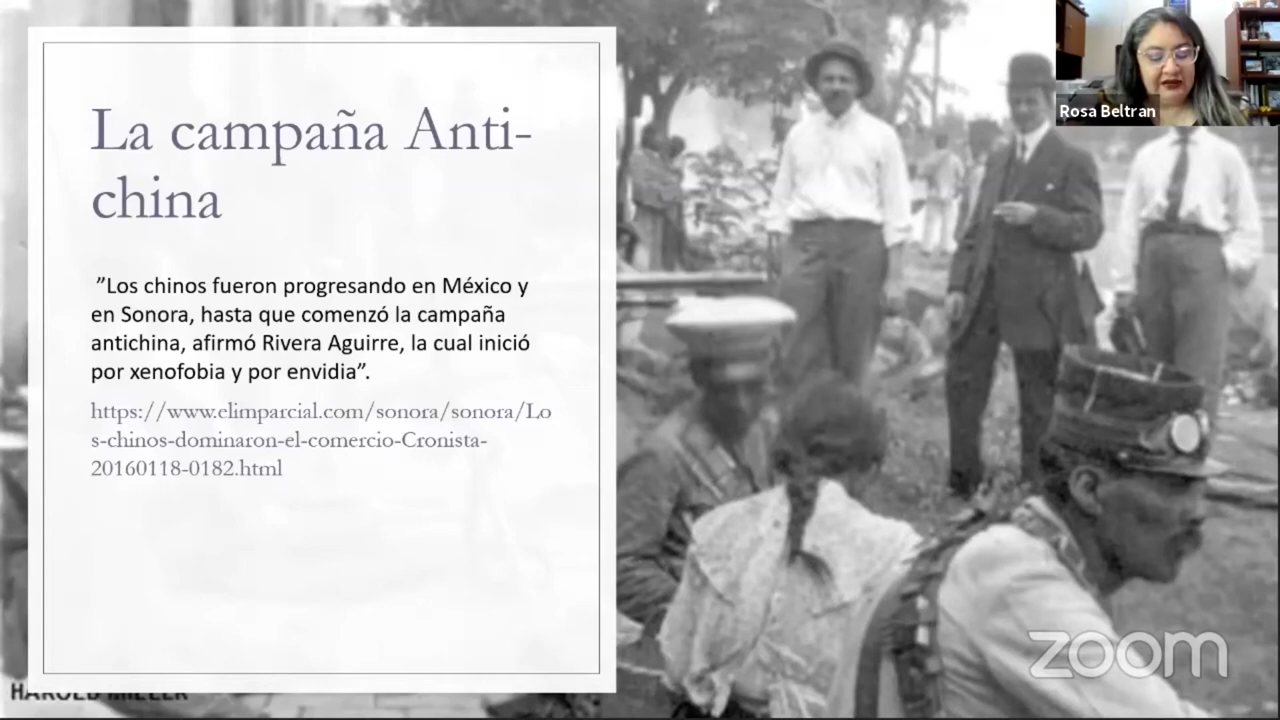 La campaña Anti-
china
”Los chinos fueron progresando en México y
en Sonora, hasta que comenzó la campaña
antichina, afirmó Rivera Aguirre, la cual inició
por xenofobia y por envidia”.
https://www.elimparcial.com/sonora/sonora/Lo
s-chinos-dominaron-el-comercio-Cronista-
20160118-0182.html
Rosa Beltran
HAROLD MILLER
zoom